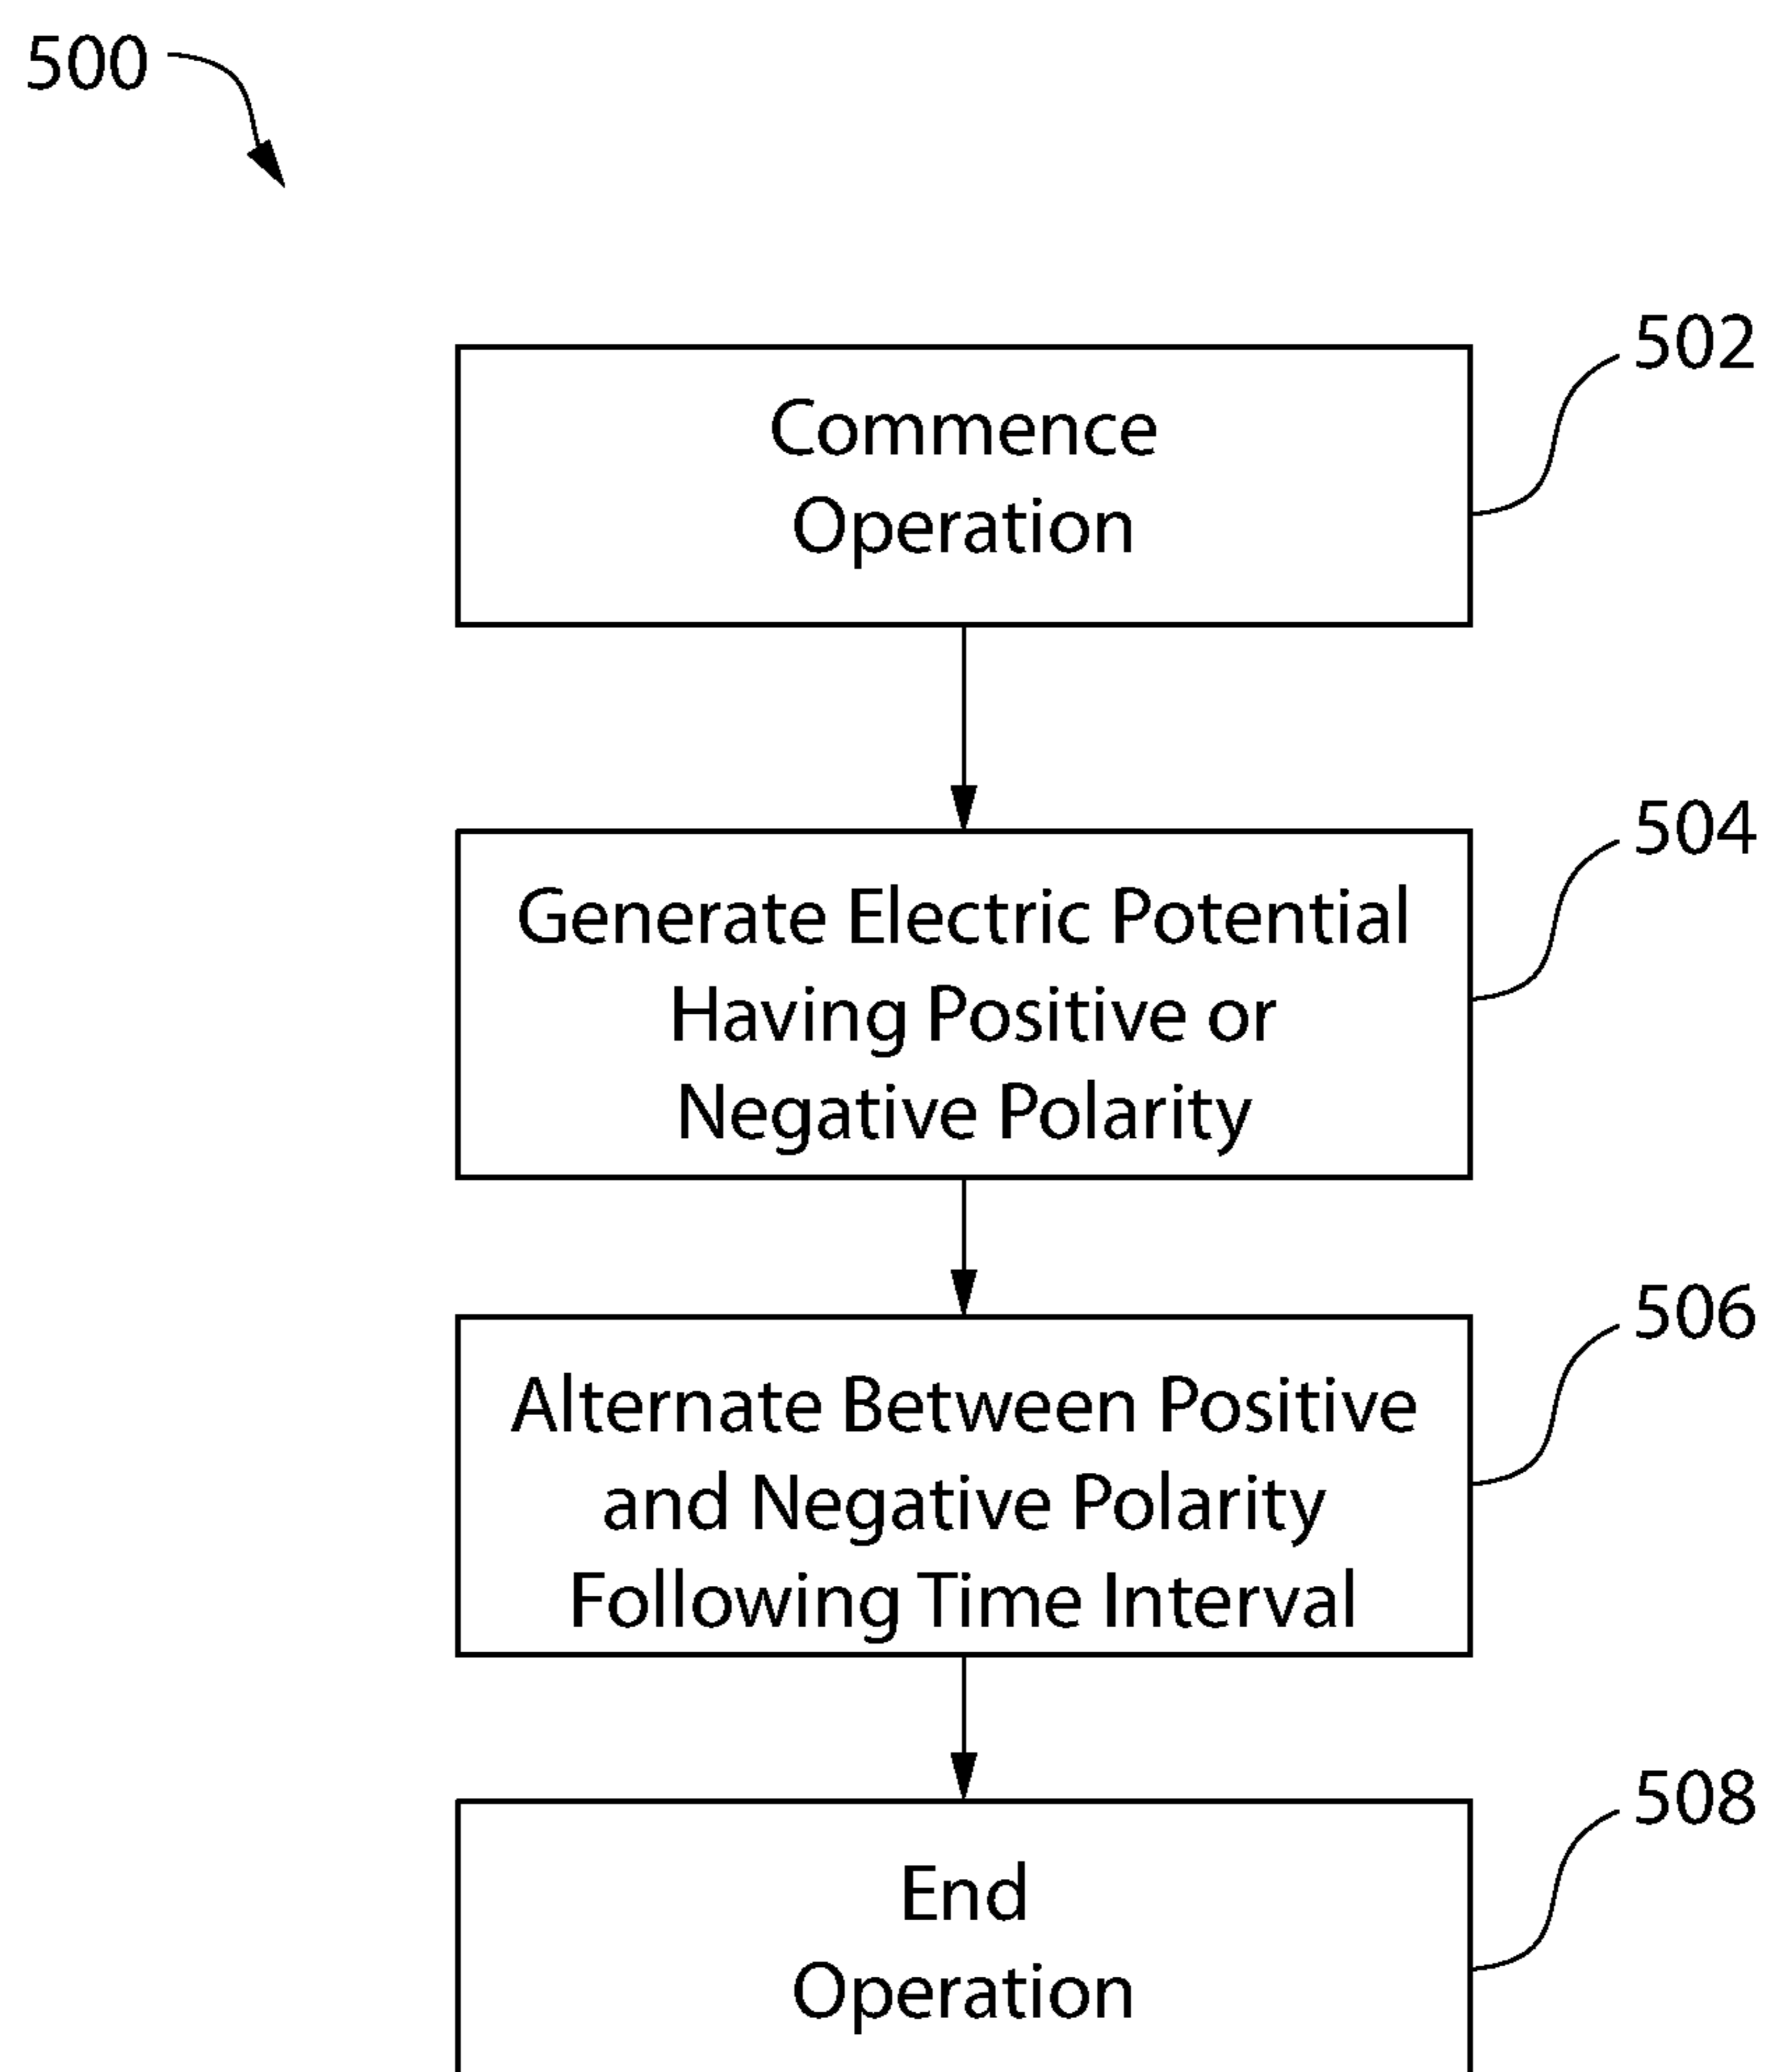 500
502
Commence
Operation
504
Generate Electric Potential
Having Positive or
Negative Polarity
506
Alternate Between Positive
and Negative Polarity
Following Time Interval
508
End
Operation